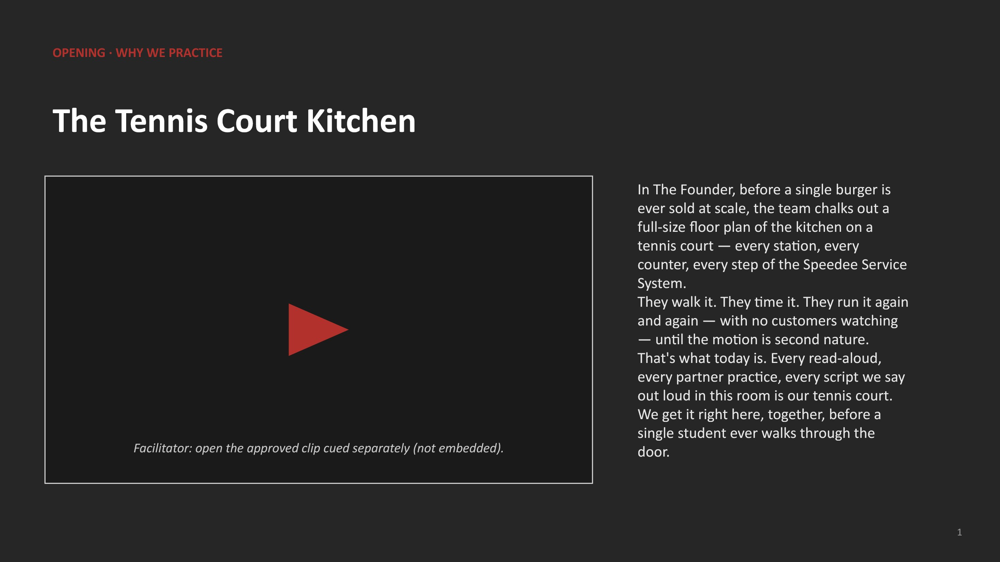 OPENING · WHY WE PRACTICE
The Tennis Court Kitchen
In The Founder, before a single burger is
ever sold at scale, the team chalks out a
full-size floor plan of the kitchen on a
tennis court — every station, every
counter, every step of the Speedee Service
System.
They walk it. They time it. They run it again
and again — with no customers watching
— until the motion is second nature.
That's what today is. Every read-aloud,
every partner practice, every script we say
out loud in this room is our tennis court.
We get it right here, together, before a
single student ever walks through the
door.
Facilitator: open the approved clip cued separately (not embedded).
1